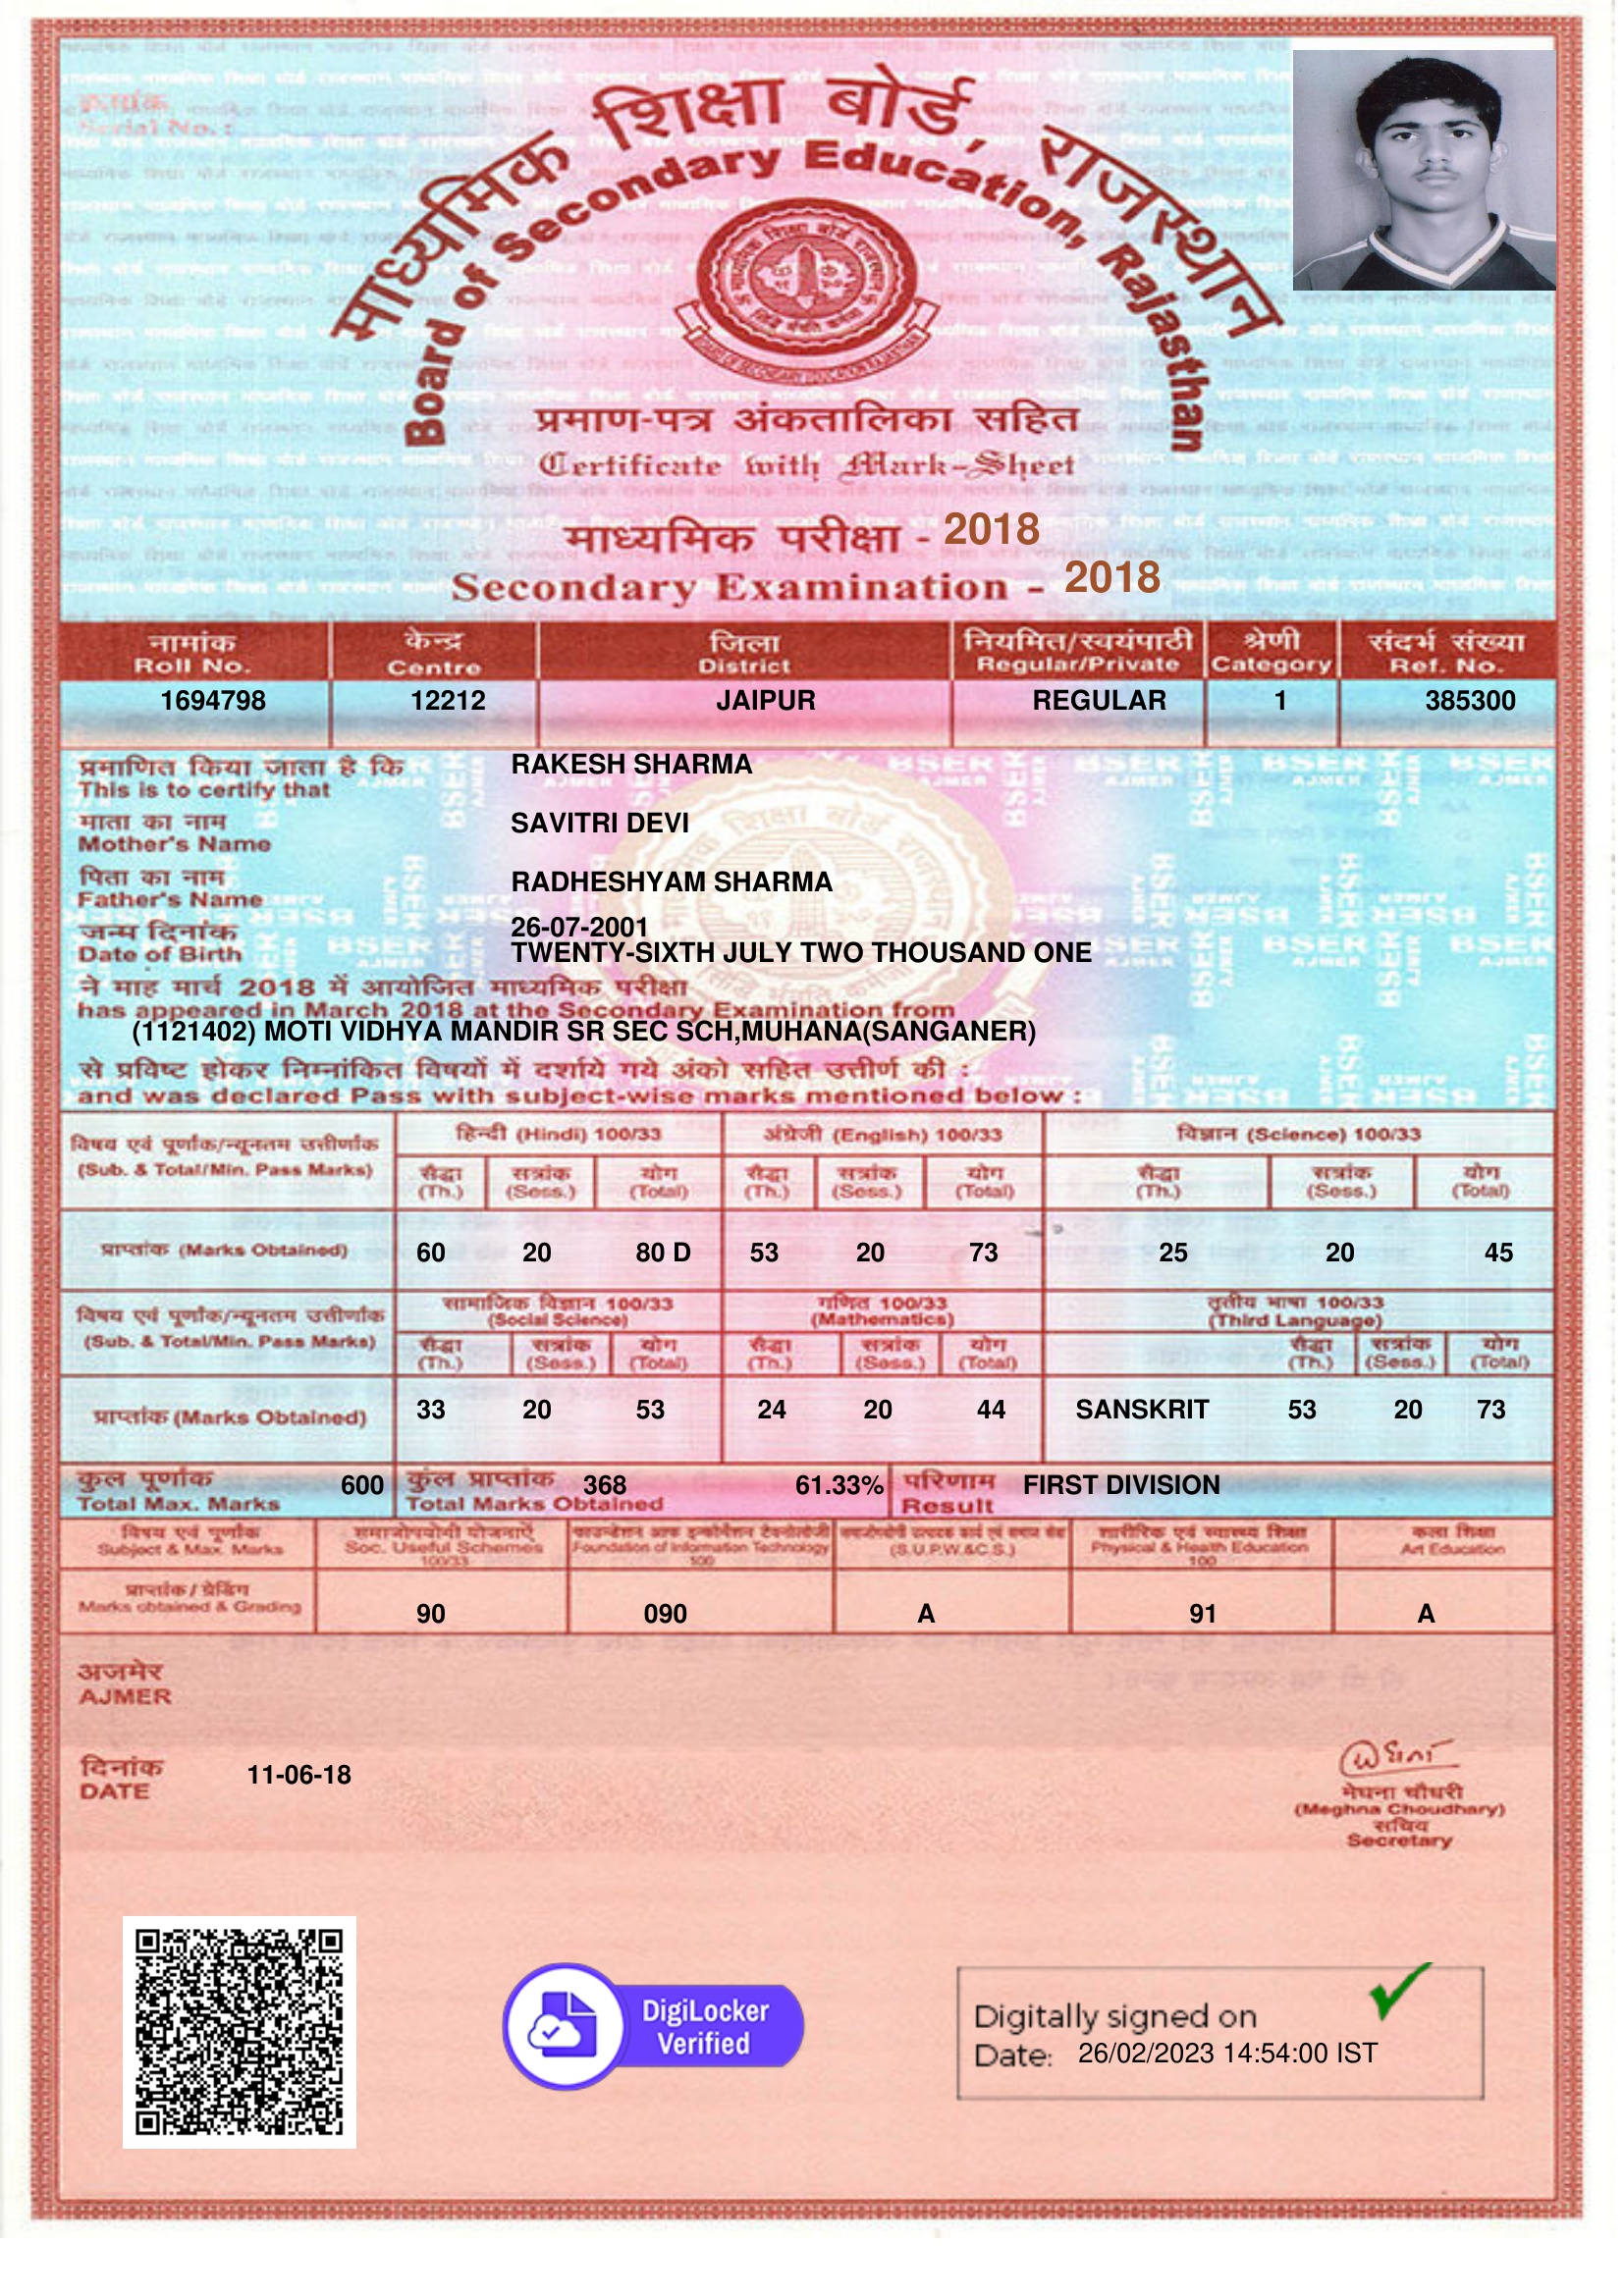 क्रमांक
Serial No. :
माध्यमिक शिक्षा बोर्ड, राजस्थान
Board of Secondary Education, Rajasthan
माध्यमिक शिक्षा बोर्ड राजस्थान
BOARD OF SECONDARY EDUCATION RAJASTHAN
प्रमाण-पत्र अंकतालिका सहित
Certificate with Mark-Sheet
माध्यमिक परीक्षा - 2018
Secondary Examination - 2018
नामांक केन्द्र जिला नियमित/स्वयंपाठी श्रेणी संदर्भ संख्या
Roll No. Centre District Regular/Private Category Ref. No.
1694798 12212 JAIPUR REGULAR 1 385300
प्रमाणित किया जाता है कि RAKESH SHARMA
This is to certify that
माता का नाम SAVITRI DEVI
Mother's Name
पिता का नाम RADHESHYAM SHARMA
Father's Name
जन्म दिनांक 26-07-2001
Date of Birth TWENTY-SIXTH JULY TWO THOUSAND ONE
ने माह मार्च 2018 में आयोजित माध्यमिक परीक्षा
has appeared in March 2018 at the Secondary Examination from
(1121402) MOTI VIDHYA MANDIR SR SEC SCH,MUHANA(SANGANER)
से प्रविष्ट होकर निम्नांकित विषयों में दर्शाये गये अंको सहित उत्तीर्ण की :
and was declared Pass with subject-wise marks mentioned below :
विषय एवं पूर्णांक/न्यूनतम उत्तीर्णांक हिन्दी (Hindi) 100/33 अंग्रेजी (English) 100/33 विज्ञान (Science) 100/33
(Sub. & Total/Min. Pass Marks) सैद्धा सत्रांक योग सैद्धा सत्रांक योग सैद्धा सत्रांक योग
(Th.) (Sess.) (Total) (Th.) (Sess.) (Total) (Th.) (Sess.) (Total)
प्राप्तांक (Marks Obtained) 60 20 80 D 53 20 73 25 20 45
विषय एवं पूर्णांक/न्यूनतम उत्तीर्णांक सामाजिक विज्ञान 100/33 गणित 100/33 तृतीय भाषा 100/33
(Social Science) (Mathematics) (Third Language)
(Sub. & Total/Min. Pass Marks) सैद्धा सत्रांक योग सैद्धा सत्रांक योग सैद्धा सत्रांक योग
(Th.) (Sess.) (Total) (Th.) (Sess.) (Total) (Th.) (Sess.) (Total)
प्राप्तांक (Marks Obtained) 33 20 53 24 20 44 SANSKRIT 53 20 73
कुल पूर्णांक 600 कुल प्राप्तांक 368 61.33% परिणाम FIRST DIVISION
Total Max. Marks Total Marks Obtained Result
विषय एवं पूर्णांक समाजोपयोगी योजनाऐं फाउन्डेशन आफ इन्फोर्मेशन टैक्नोलोजी शारीरिक एवं स्वास्थ्य शिक्षा कला शिक्षा
Subject & Max. Marks Soc. Useful Schemes Foundation of Information Technology (S.U.P.W.&C.S.) Physical & Health Education Art Education
100/33 100 100
प्राप्तांक / ग्रेडिंग
Marks obtained & Grading 90 090 A 91 A
अजमेर
AJMER
दिनांक
DATE 11-06-18
मेघना चौधरी
(Meghna Choudhary)
सचिव
Secretary
DigiLocker
Verified
Digitally signed on
Date: 26/02/2023 14:54:00 IST